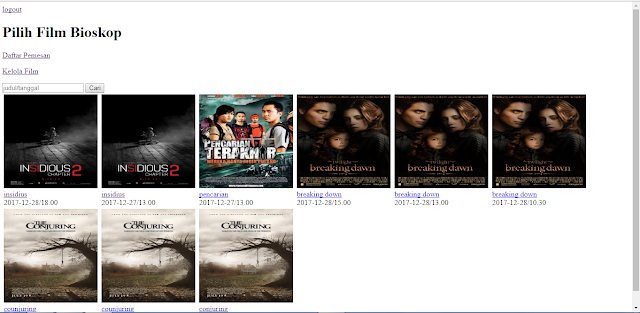 logout
Pilih Film Bioskop
Daftar Pemesan
Kelola Film
judul/tanggal Cari
INSIDIOUS CHAPTER 2
INSIDIOUS CHAPTER 2
PENCARIAN TERAKHIR
twilight breaking dawn
twilight breaking dawn
twilight breaking dawn
insidius insidius pencarian breaking down breaking down breaking down
2017-12-28/18.00 2017-12-27/13.00 2017-12-27/13.00 2017-12-28/15.00 2017-12-28/13.00 2017-12-28/10.30
THE CONJURING
THE CONJURING
THE CONJURING
counjuring counjuring conjuring